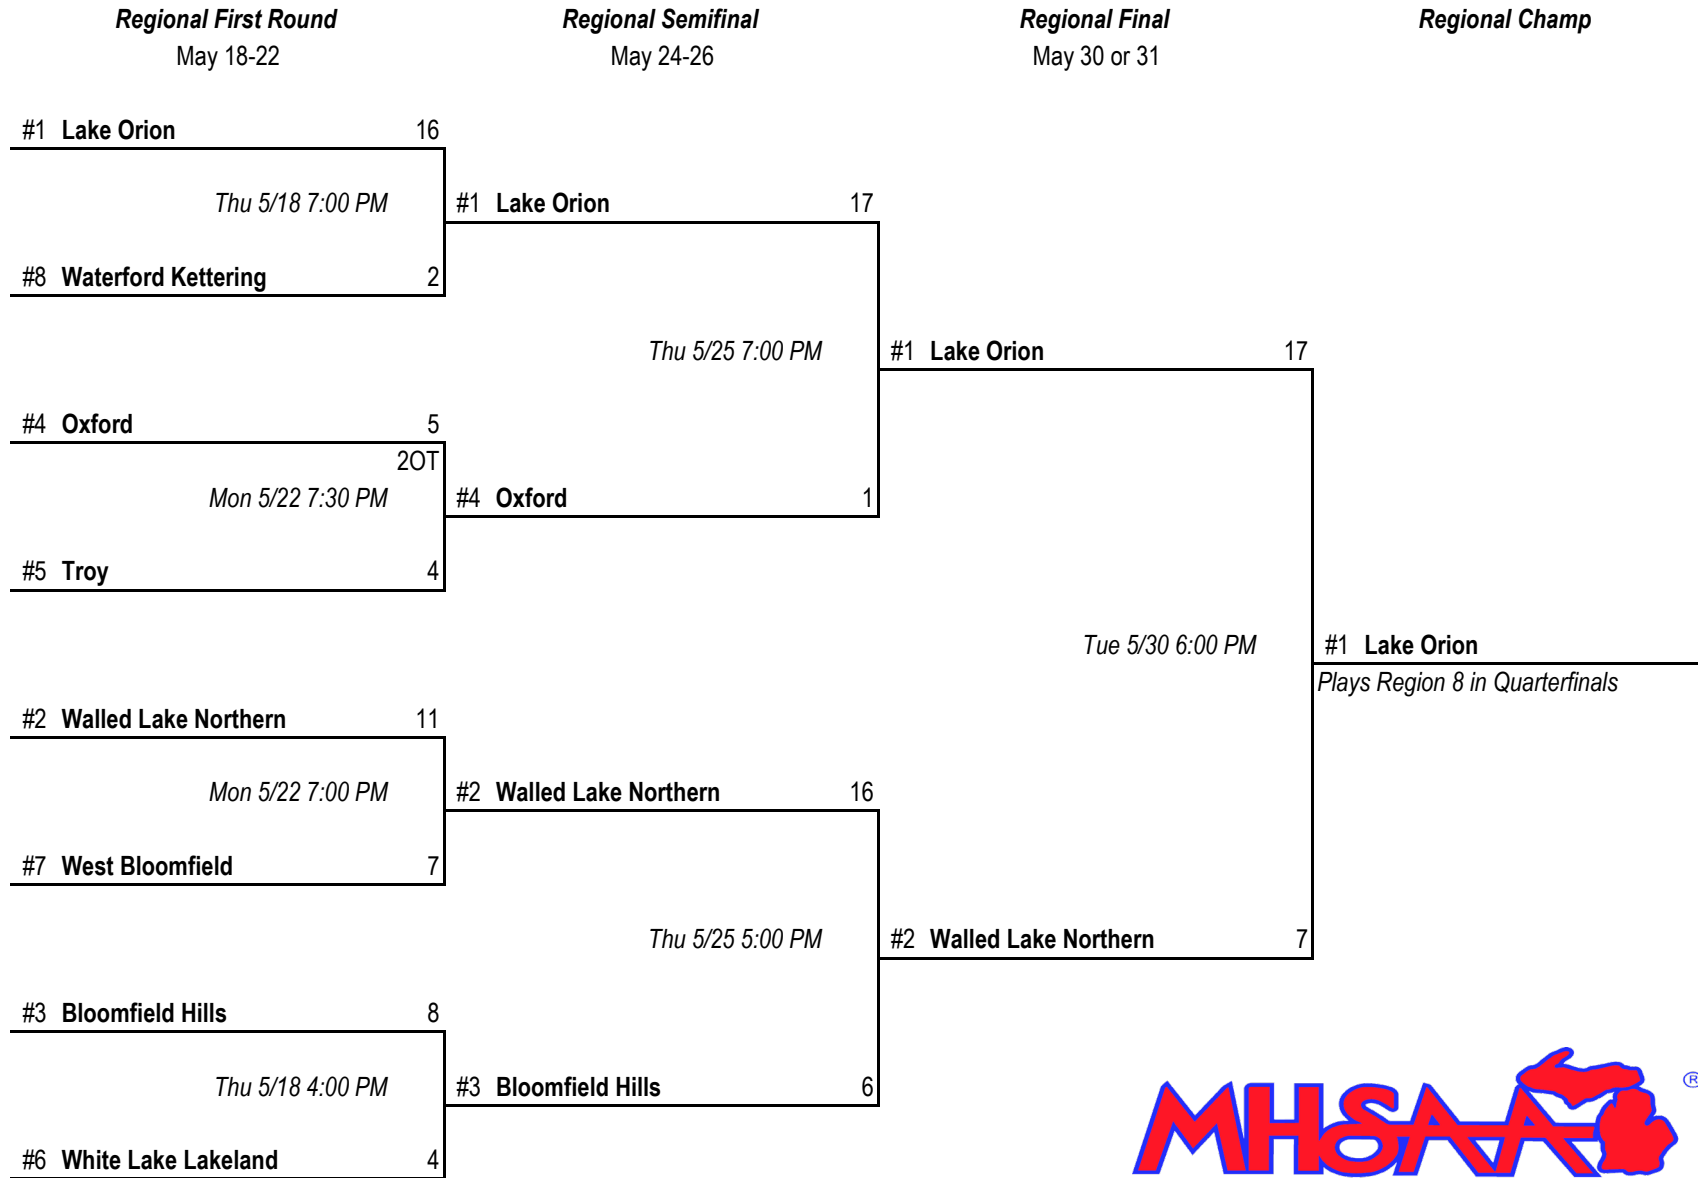 Regional First Round Regional Semifinal Regional Final Regional Champ
May 18-22 May 24-26 May 30 or 31
#1 Lake Orion 16
Thu 5/18 7:00 PM #1 Lake Orion 17
#8 Waterford Kettering 2
Thu 5/25 7:00 PM #1 Lake Orion 17
#4 Oxford 5
2OT
Mon 5/22 7:30 PM #4 Oxford 1
#5 Troy 4
Tue 5/30 6:00 PM #1 Lake Orion
Plays Region 8 in Quarterfinals
#2 Walled Lake Northern 11
Mon 5/22 7:00 PM #2 Walled Lake Northern 16
#7 West Bloomfield 7
Thu 5/25 5:00 PM #2 Walled Lake Northern 7
#3 Bloomfield Hills 8
Thu 5/18 4:00 PM #3 Bloomfield Hills 6
#6 White Lake Lakeland 4
MHSAA ®